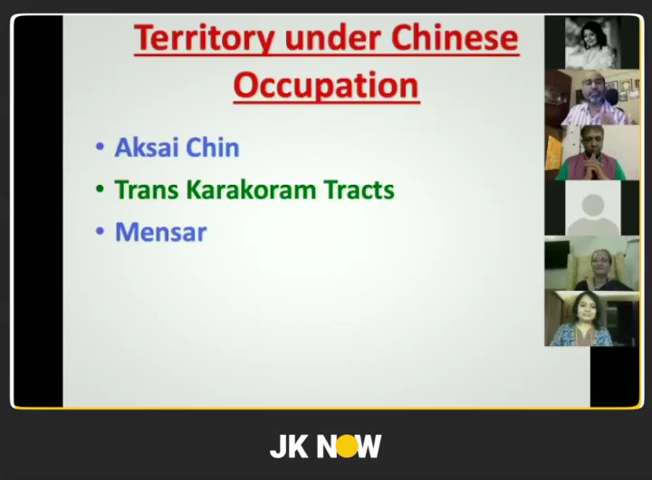 Territory under Chinese
Occupation
• Aksai Chin
• Trans Karakoram Tracts
• Mensar
JK NOW